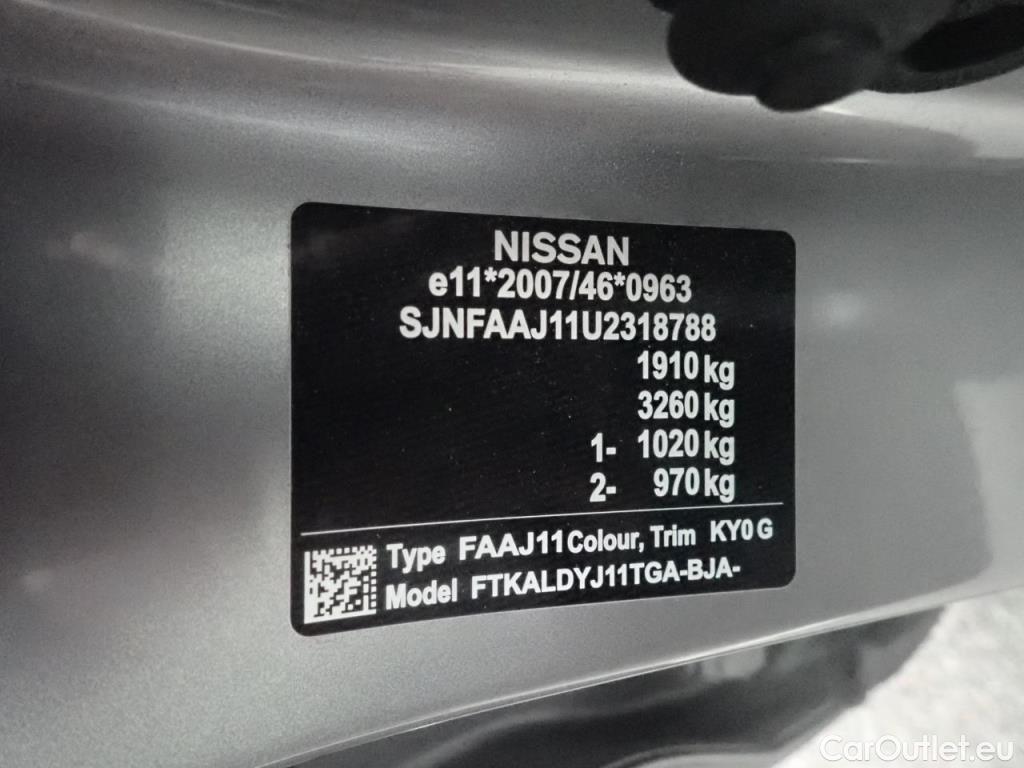 NISSAN
e11*2007/46*0963
SJNFAAJ11U2318788
1910 kg
3260 kg
1- 1020 kg
2- 970 kg
Type FAAJ11 Colour, Trim KY0 G
Model FTKALDYJ11TGA-BJA-
CarOutlet.eu